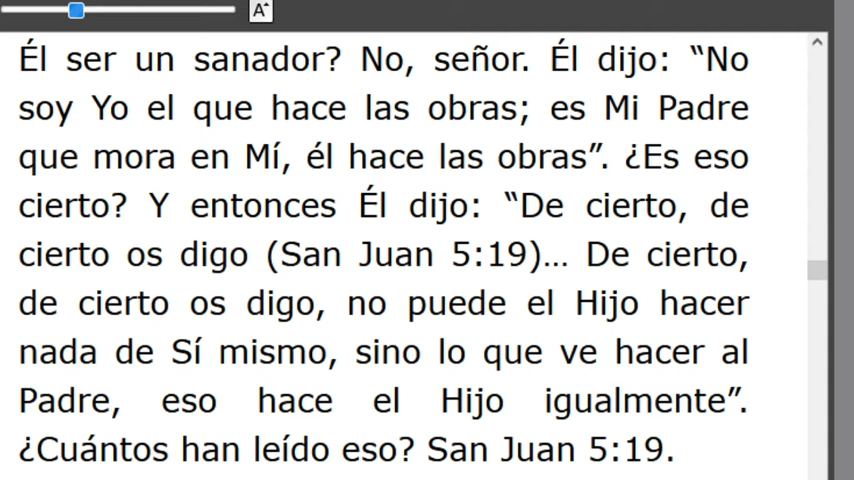 A
Él ser un sanador? No, señor. Él dijo: “No
soy Yo el que hace las obras; es Mi Padre
que mora en Mí, él hace las obras”. ¿Es eso
cierto? Y entonces Él dijo: “De cierto, de
cierto os digo (San Juan 5:19)… De cierto,
de cierto os digo, no puede el Hijo hacer
nada de Sí mismo, sino lo que ve hacer al
Padre, eso hace el Hijo igualmente”.
¿Cuántos han leído eso? San Juan 5:19.